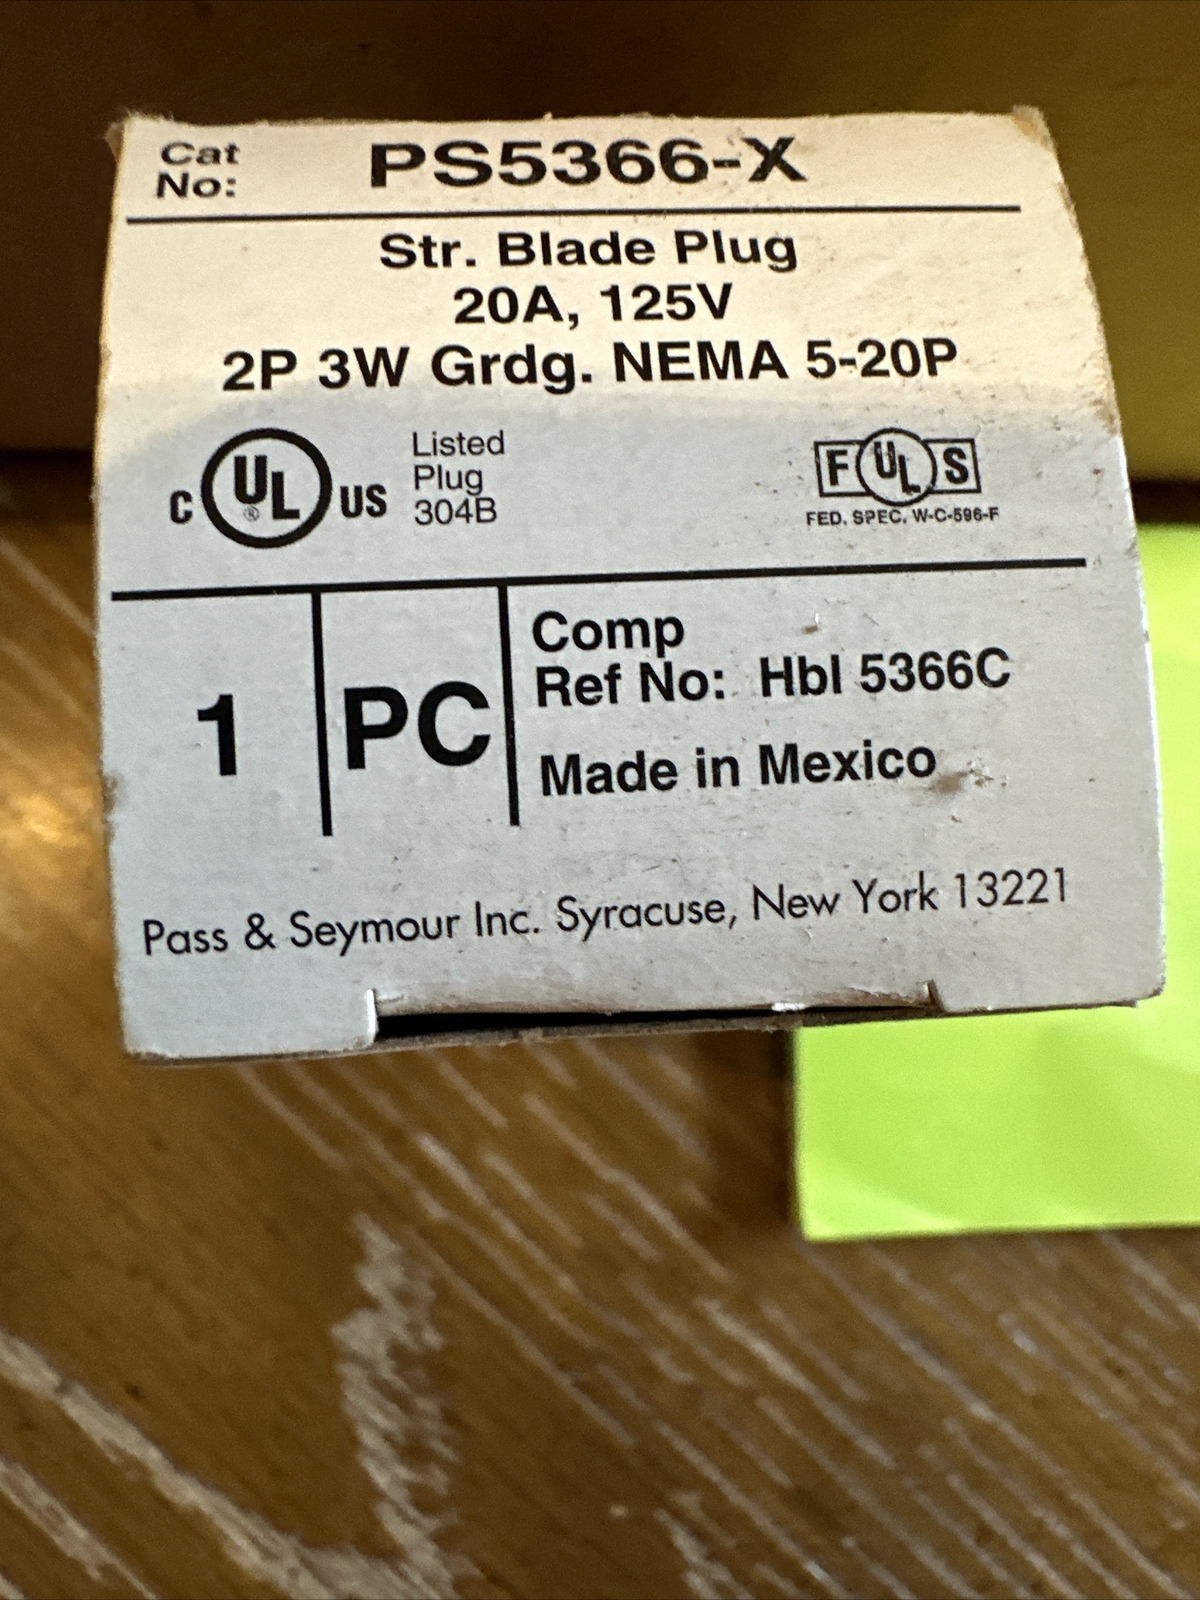 Cat
No:
PS5366-X
Str. Blade Plug
20A, 125V
2P 3W Grdg. NEMA 5-20P
C UL ® US
Listed
Plug
304B
F UL S
FED. SPEC. W-C-596-F
1
PC
Comp
Ref No: Hbl 5366C
Made in Mexico
Pass & Seymour Inc. Syracuse, New York 13221